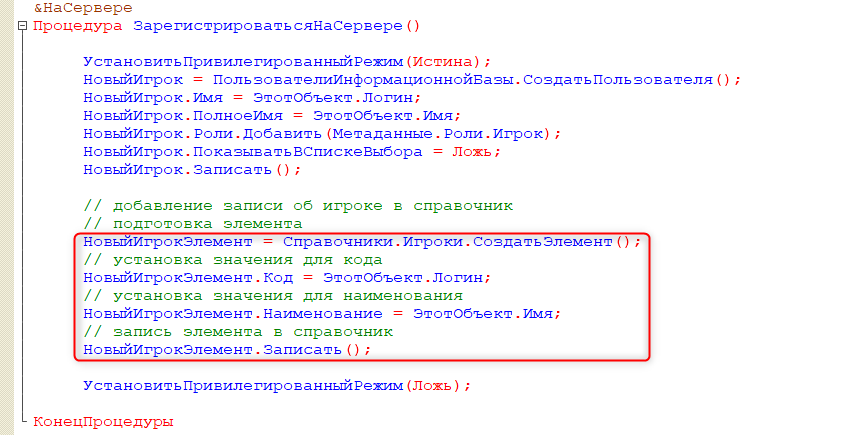 &НаСервере
Процедура ЗарегистрироватьсяНаСервере()
УстановитьПривилегированныйРежим(Истина);
НовыйИгрок = ПользователиИнформационнойБазы.СоздатьПользователя();
НовыйИгрок.Имя = ЭтотОбъект.Логин;
НовыйИгрок.ПолноеИмя = ЭтотОбъект.Имя;
НовыйИгрок.Роли.Добавить(Метаданные.Роли.Игрок);
НовыйИгрок.ПоказыватьВСпискеВыбора = Ложь;
НовыйИгрок.Записать();
// добавление записи об игроке в справочник
// подготовка элемента
НовыйИгрокЭлемент = Справочники.Игроки.СоздатьЭлемент();
// установка значения для кода
НовыйИгрокЭлемент.Код = ЭтотОбъект.Логин;
// установка значения для наименования
НовыйИгрокЭлемент.Наименование = ЭтотОбъект.Имя;
// запись элемента в справочник
НовыйИгрокЭлемент.Записать();
УстановитьПривилегированныйРежим(Ложь);
КонецПроцедуры